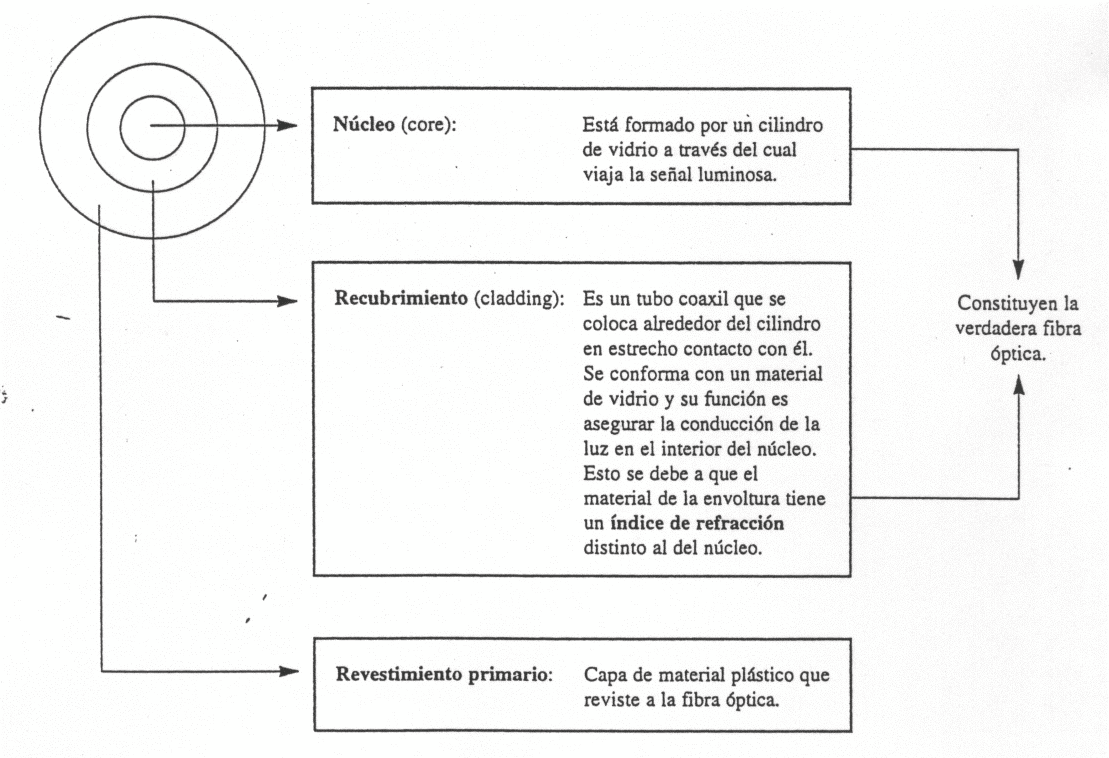 Núcleo (core): Está formado por un cilindro
de vidrio a través del cual
viaja la señal luminosa.
Recubrimiento (cladding): Es un tubo coaxil que se
coloca alrededor del cilindro
en estrecho contacto con él.
Se conforma con un material
de vidrio y su función es
asegurar la conducción de la
luz en el interior del núcleo.
Esto se debe a que el
material de la envoltura tiene
un índice de refracción
distinto al del núcleo.
Constituyen la
verdadera fibra
óptica.
Revestimiento primario: Capa de material plástico que
reviste a la fibra óptica.